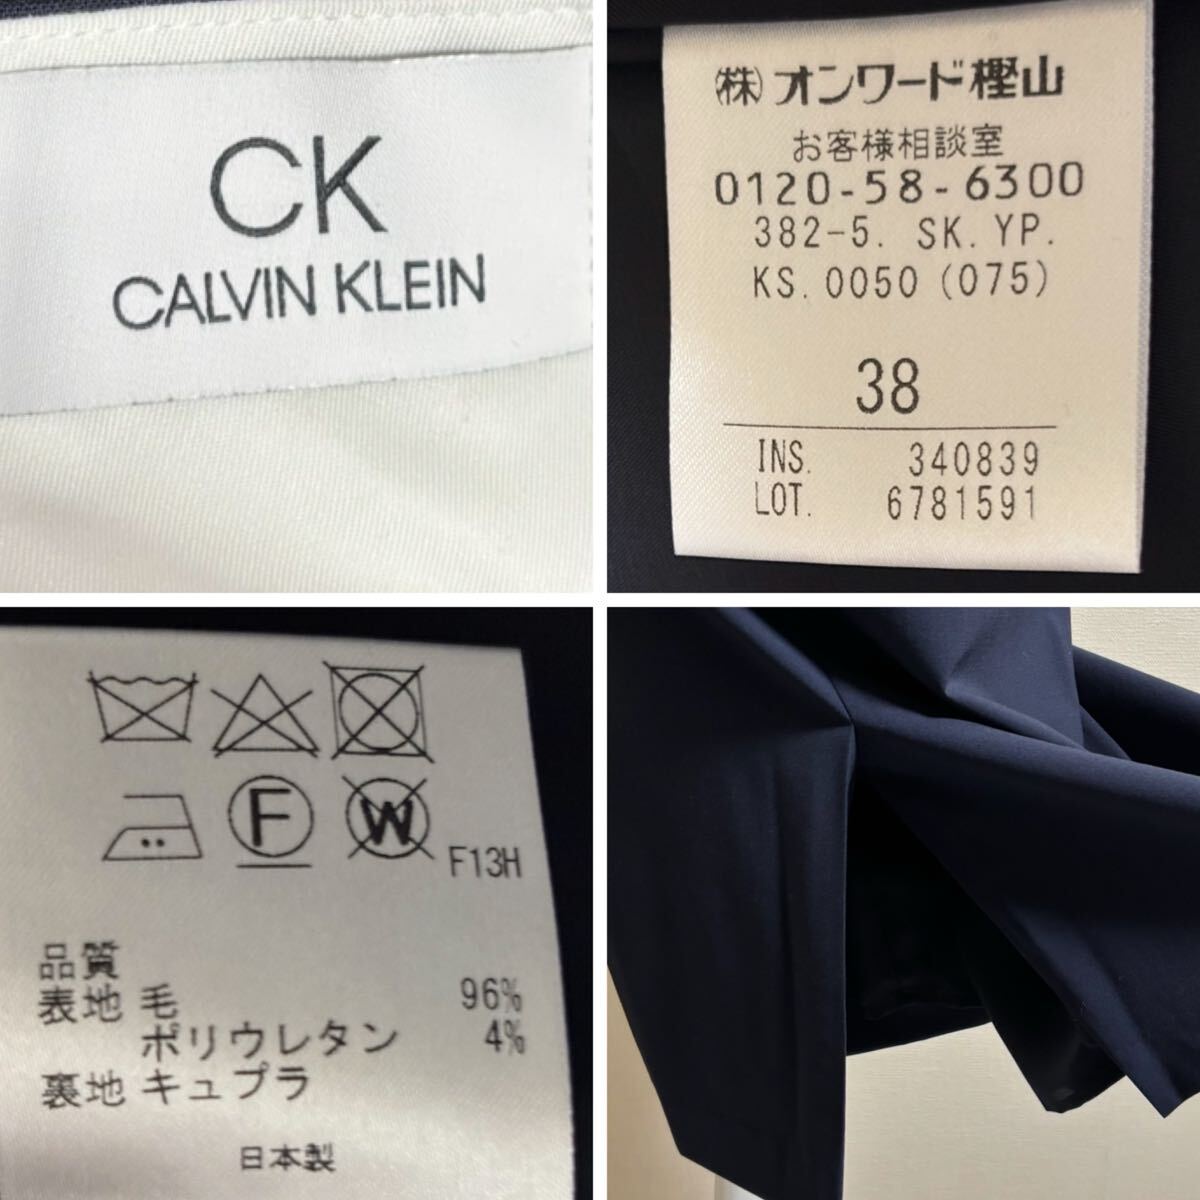 CK
CALVIN KLEIN
㈱オンワード樫山
お客様相談室
0120-58-6300
382-5. SK. YP.
KS. 0050 (075)
38
INS. 340839
LOT. 6781591
F W F13H
品質
表地 毛 96%
ポリウレタン 4%
裏地 キュプラ
日本製